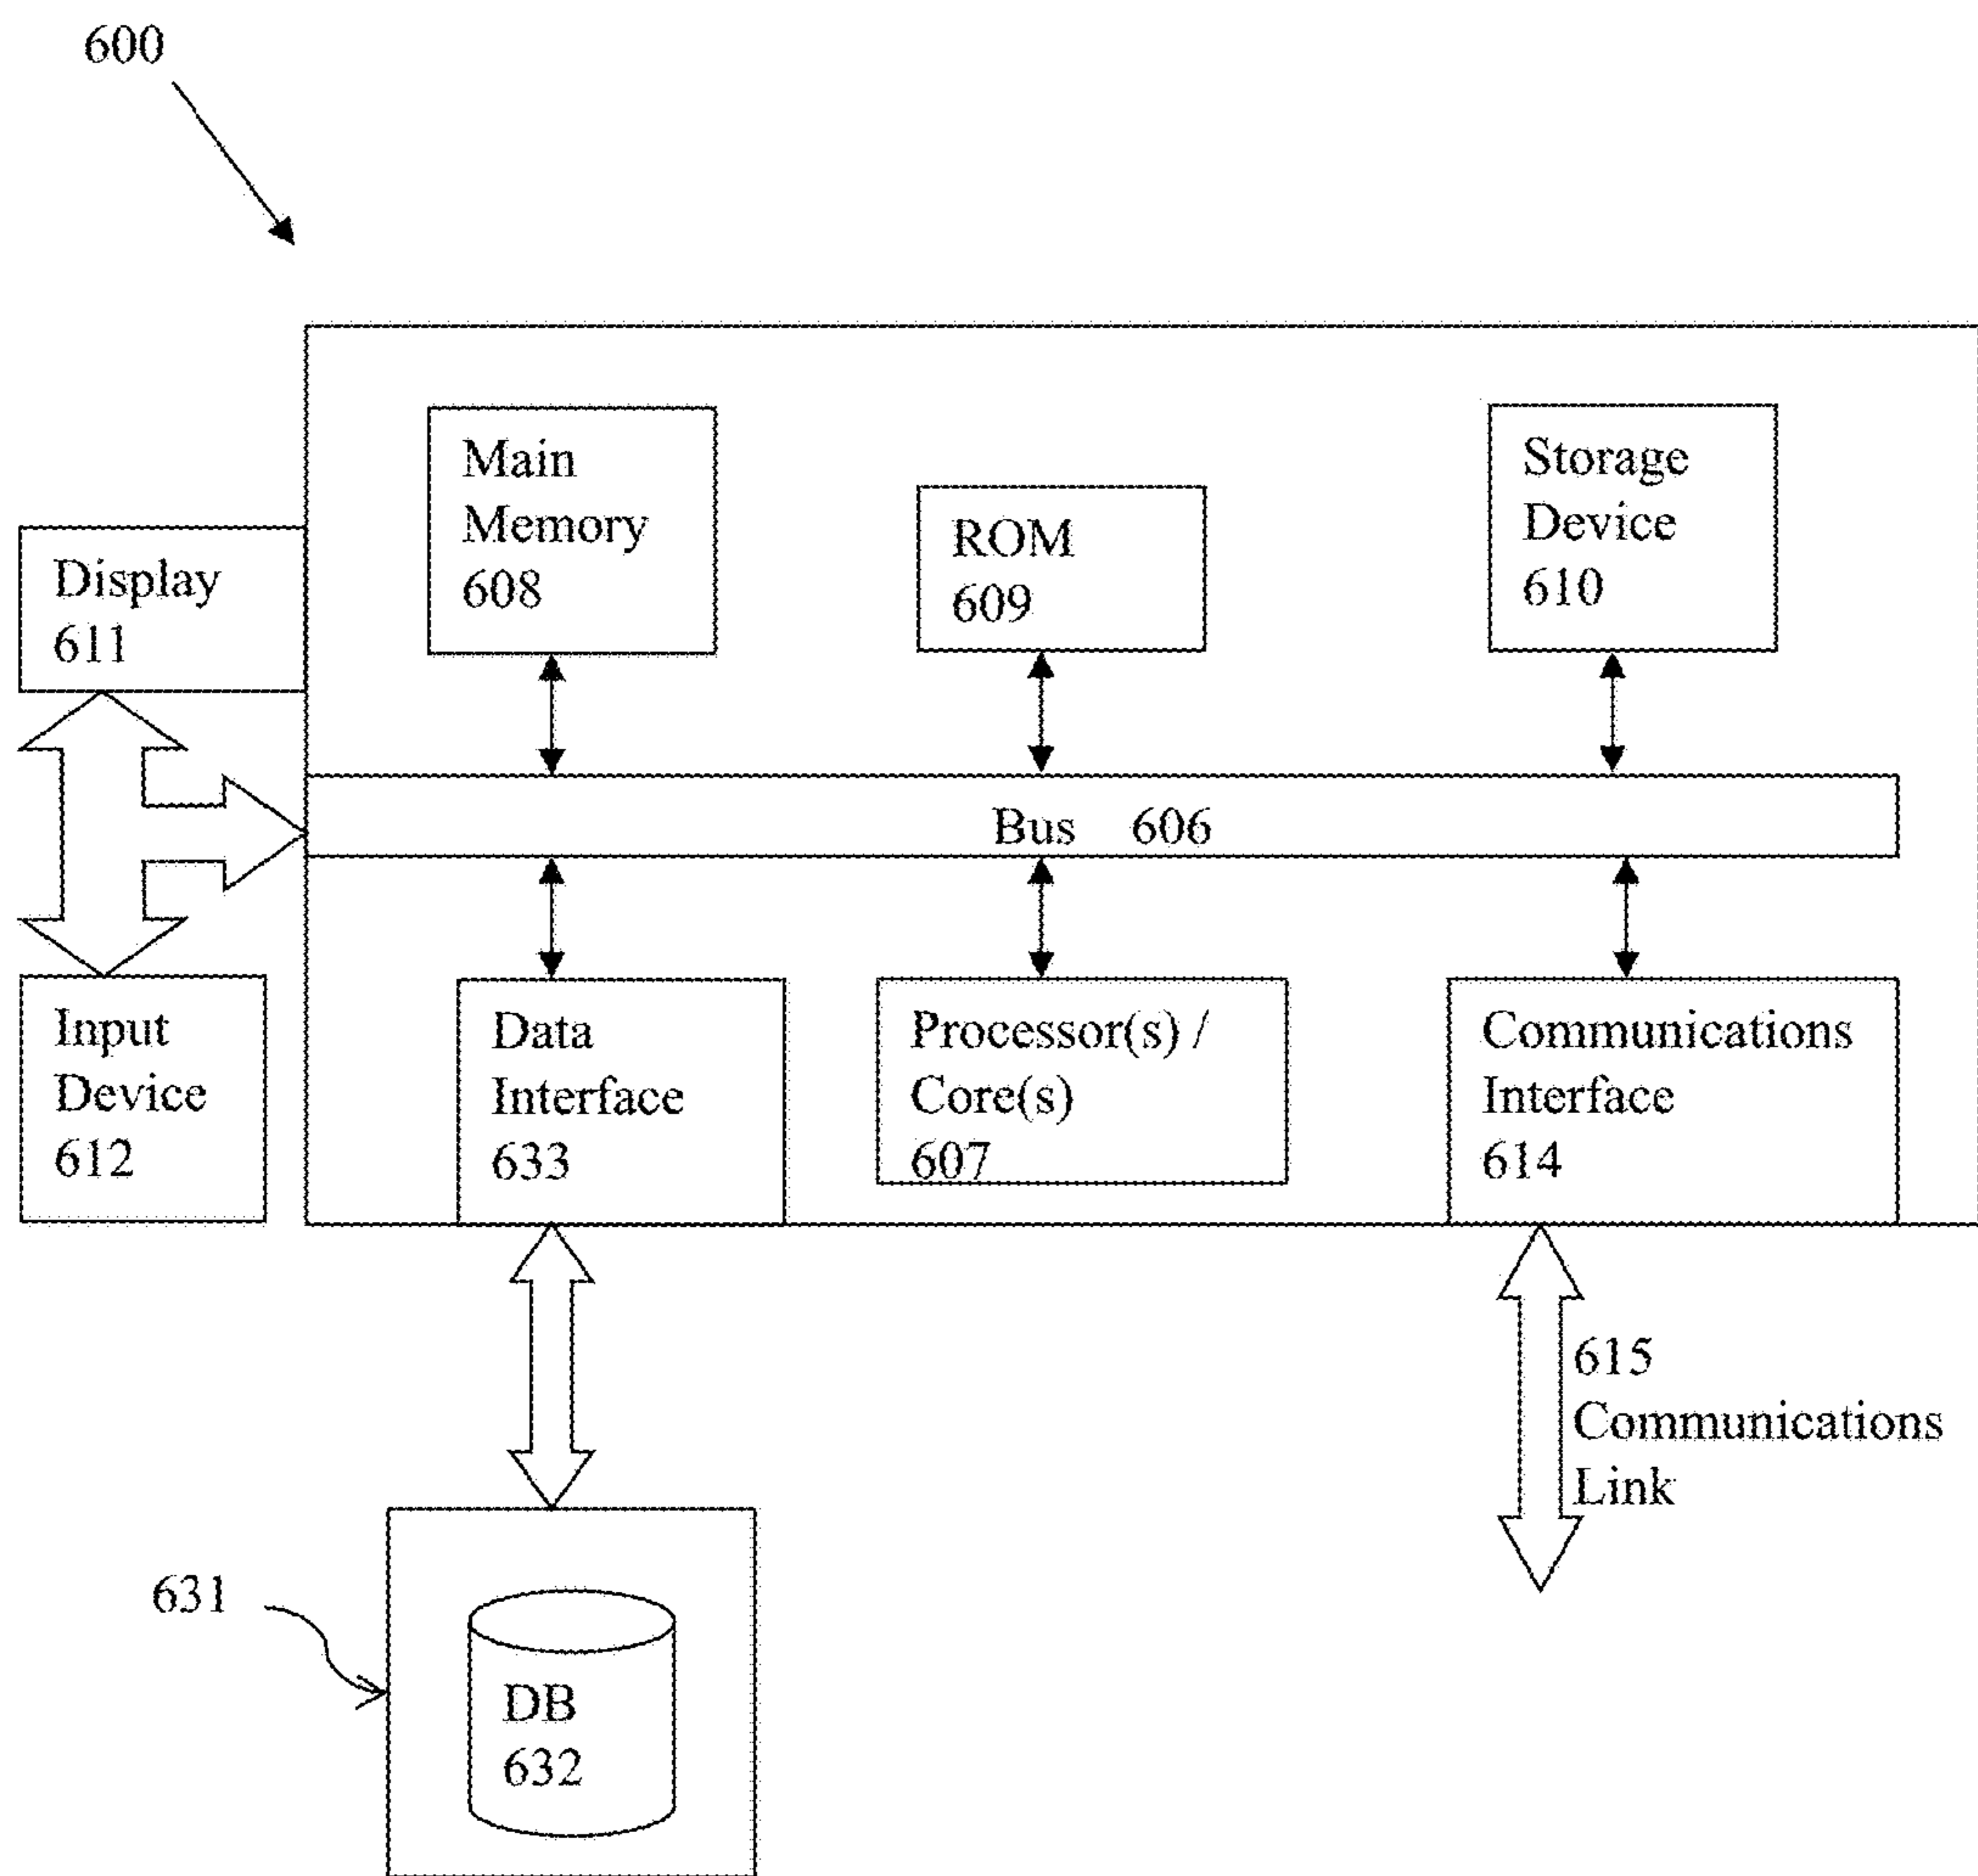 600
Main
Memory
608
ROM
609
Storage
Device
610
Display
611
Bus 606
Input
Device
612
Data
Interface
633
Processor(s) /
Core(s)
607
Communications
Interface
614
615
Communications
Link
631
DB
632